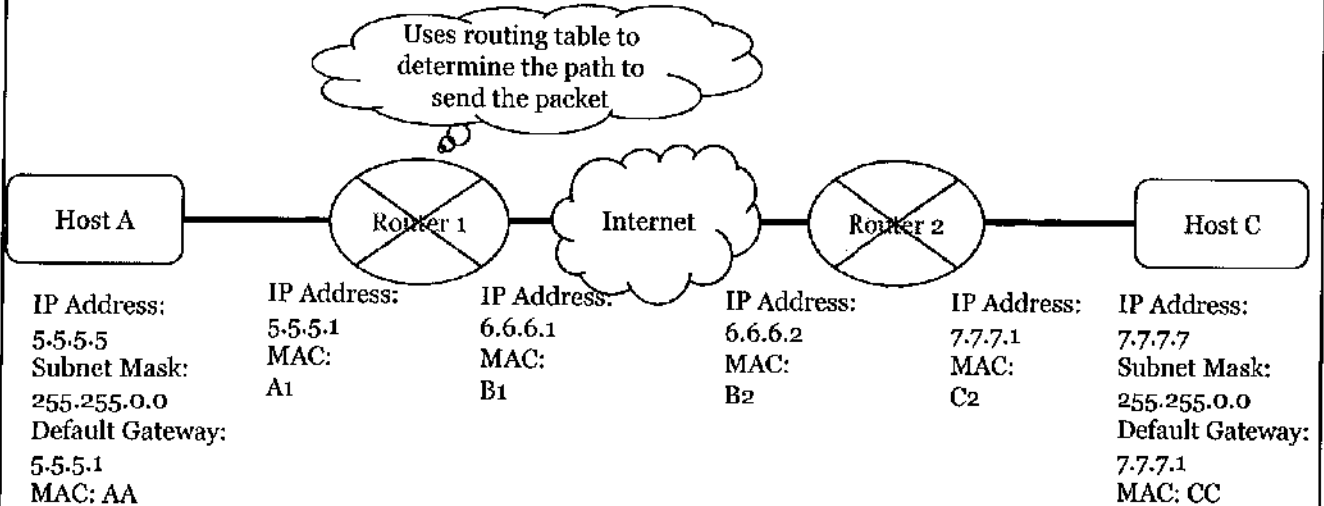 Uses routing table to
determine the path to
send the packet
Host A
Router 1
Internet
Router 2
Host C
IP Address:
5.5.5.5
Subnet Mask:
255.255.0.0
Default Gateway:
5.5.5.1
MAC: AA
IP Address:
5.5.5.1
MAC:
A1
IP Address:
6.6.6.1
MAC:
B1
IP Address:
6.6.6.2
MAC:
B2
IP Address:
7.7.7.1
MAC:
C2
IP Address:
7.7.7.7
Subnet Mask:
255.255.0.0
Default Gateway:
7.7.7.1
MAC: CC